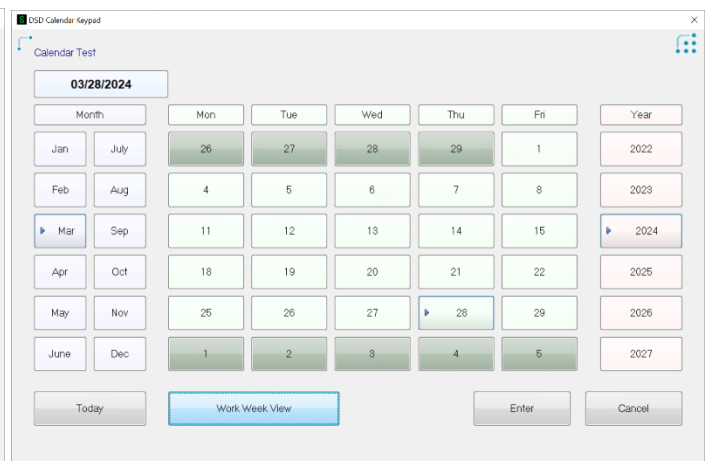 S DSD Calendar Keypad
Calendar Test
03/28/2024
Month Mon Tue Wed Thu Fri Year
Jan July 26 27 28 29 1 2022
Feb Aug 4 5 6 7 8 2023
Mar Sep 11 12 13 14 15 2024
Apr Oct 18 19 20 21 22 2025
May Nov 25 26 27 28 29 2026
June Dec 1 2 3 4 5 2027
Today Work Week View Enter Cancel